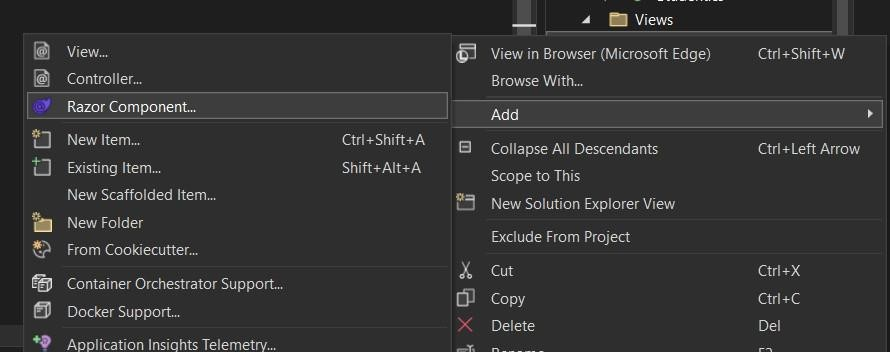 Views
View...
Controller...
Razor Component...
New Item... Ctrl+Shift+A
Existing Item... Shift+Alt+A
New Scaffolded Item...
New Folder
From Cookiecutter...
Container Orchestrator Support...
Docker Support...
Application Insights Telemetry...
View in Browser (Microsoft Edge) Ctrl+Shift+W
Browse With...
Add
Collapse All Descendants Ctrl+Left Arrow
Scope to This
New Solution Explorer View
Exclude From Project
Cut Ctrl+X
Copy Ctrl+C
Delete Del
Rename F2